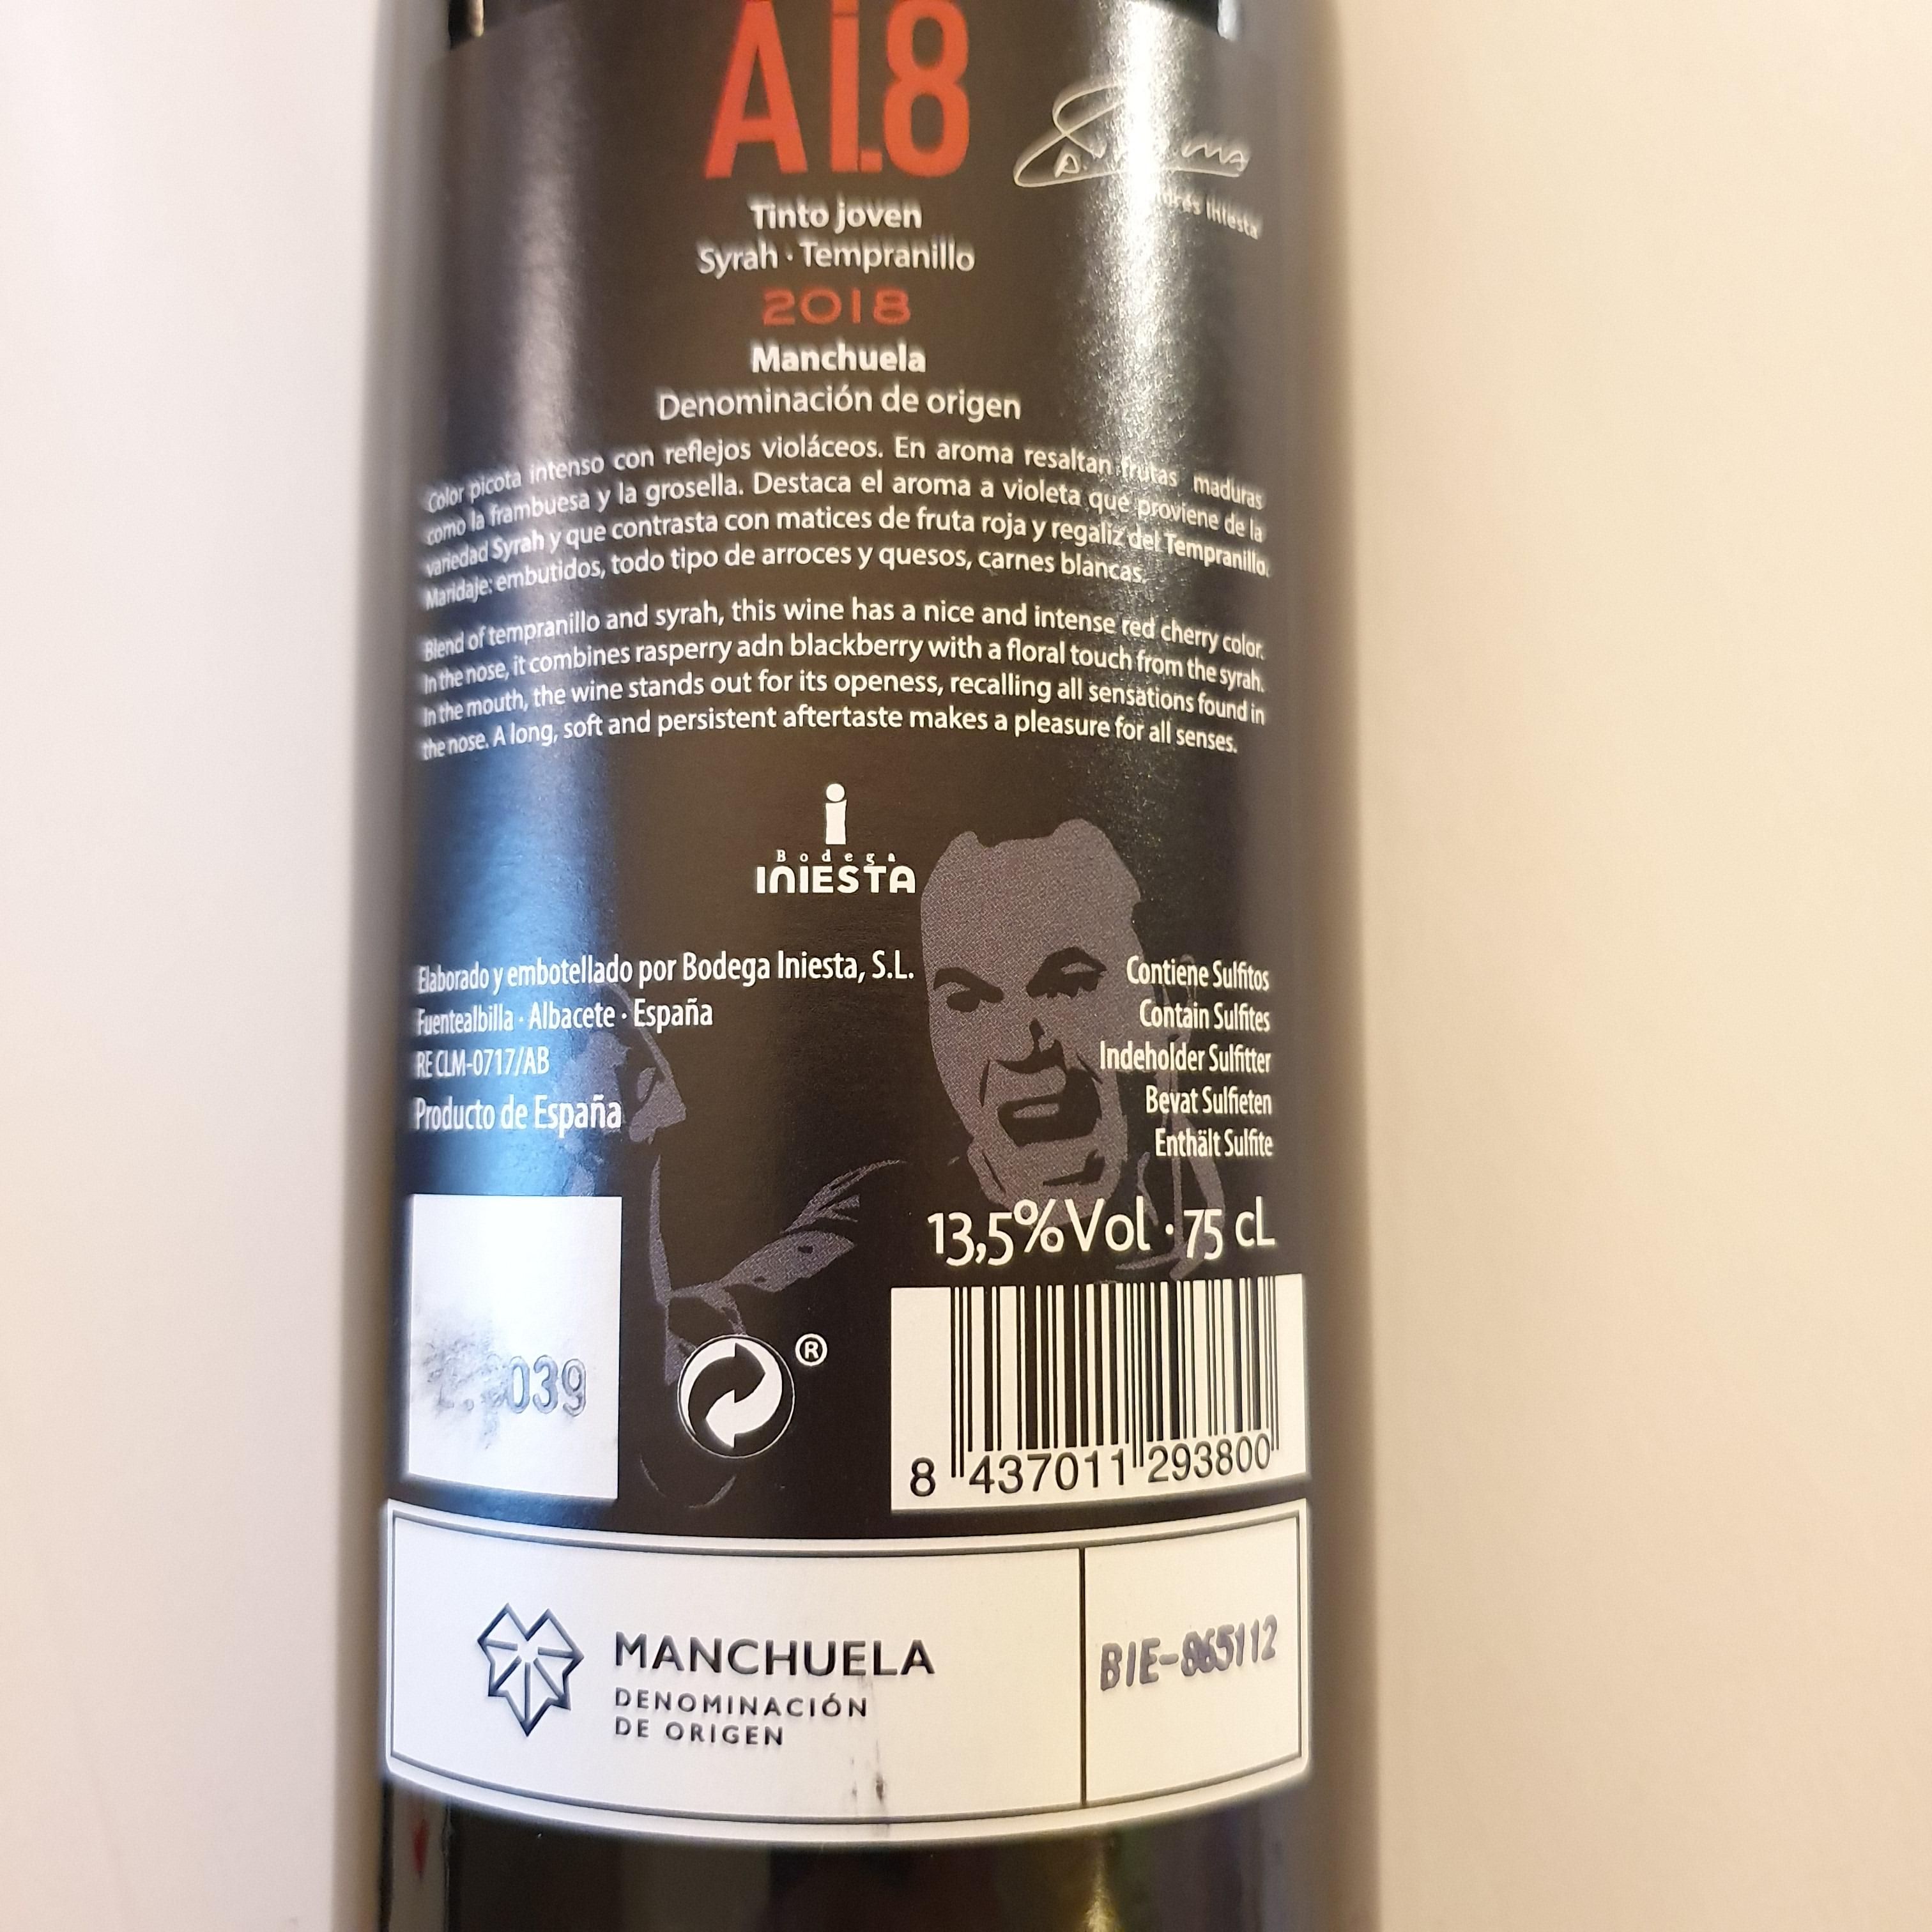 Ai.8
Tinto joven
Syrah · Tempranillo
2018
Manchuela
Denominación de origen
Iniesta
Color picota intenso con reflejos violáceos. En aroma resaltan frutas maduras
como la frambuesa y la grosella. Destaca el aroma a violeta que proviene de la
variedad Syrah y que contrasta con matices de fruta roja y regaliz del Tempranillo.
Maridaje: embutidos, todo tipo de arroces y quesos, carnes blancas.
Blend of tempranillo and syrah, this wine has a nice and intense red cherry color.
In the nose, it combines rasperry adn blackberry with a floral touch from the syrah.
In the mouth, the wine stands out for its openess, recalling all sensations found in
the nose. A long, soft and persistent aftertaste makes a pleasure for all senses.
i
Bodega
INIESTA
Elaborado y embotellado por Bodega Iniesta, S.L.
Fuentealbilla · Albacete · España
RE CLM-0717/AB
Producto de España
Contiene Sulfitos
Contain Sulfites
Indeholder Sulfitter
Bevat Sulfieten
Enthält Sulfite
13,5%Vol · 75 cL
039
®
8 437011 293800
MANCHUELA
DENOMINACIÓN
DE ORIGEN
BIE-865112